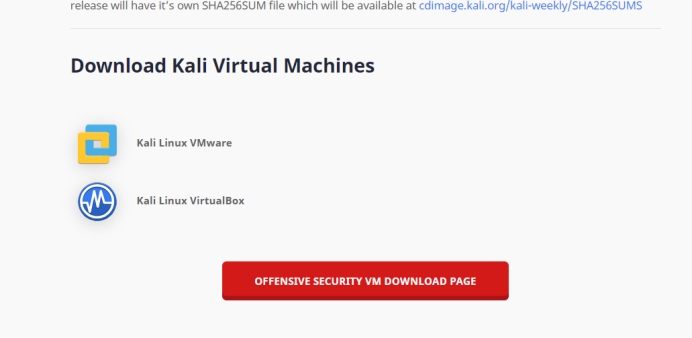 release will have it's own SHA256SUM file which will be available at cdimage.kali.org/kali-weekly/SHA256SUMS
Download Kali Virtual Machines
Kali Linux VMware
Kali Linux VirtualBox
OFFENSIVE SECURITY VM DOWNLOAD PAGE